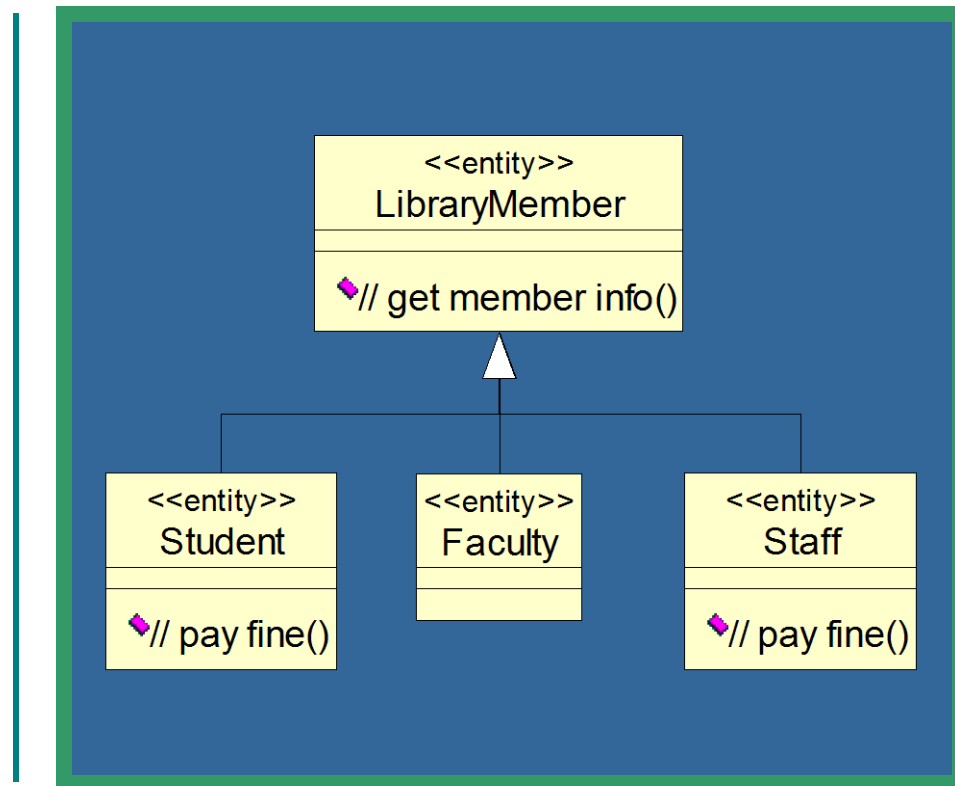 <<entity>>
LibraryMember
// get member info()
<<entity>>
Student
// pay fine()
<<entity>>
Faculty
<<entity>>
Staff
// pay fine()